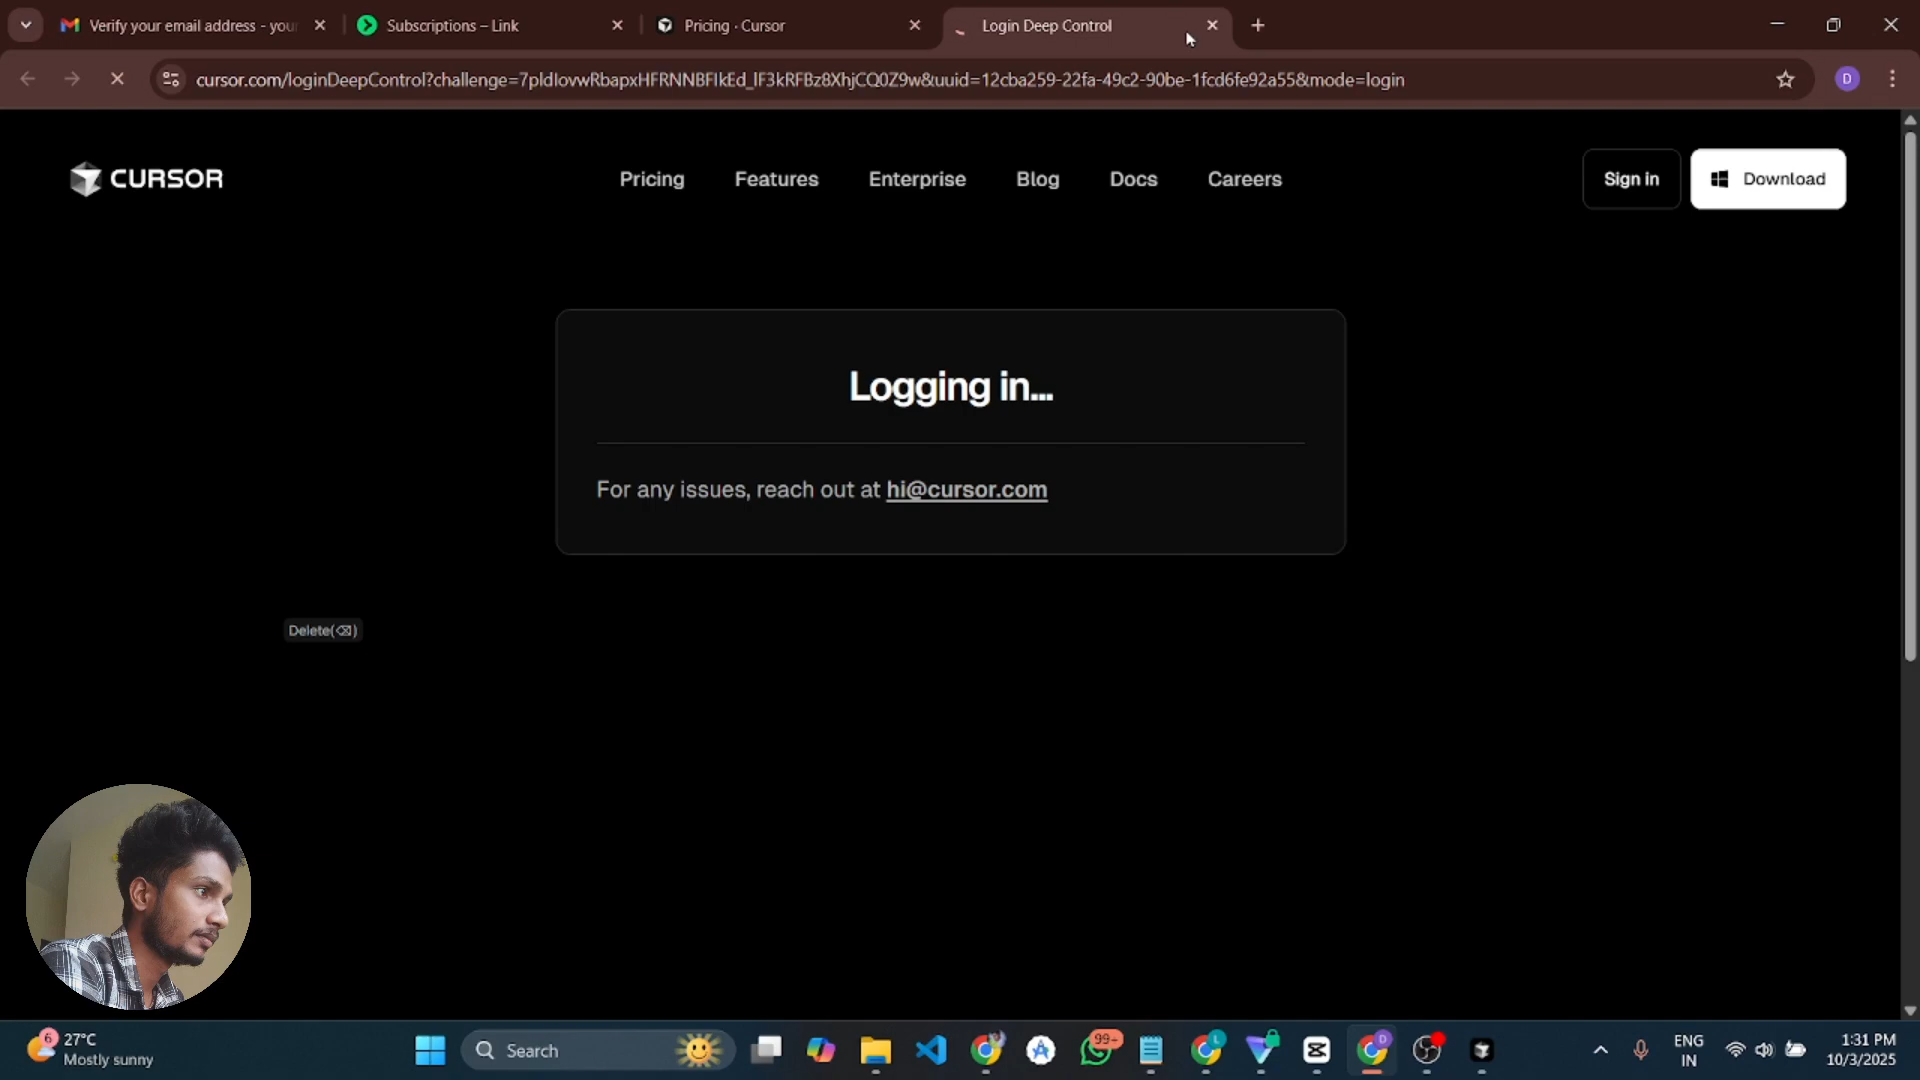 Verify your email address - you
Subscriptions – Link
Pricing · Cursor
Login Deep Control
cursor.com/loginDeepControl?challenge=7pldIovwRbapxHFRNNBFIkEd_lF3kRFBz8XhjCQ0Z9w&uuid=12cba259-22fa-49c2-90be-1fcd6fe92a55&mode=login
D
CURSOR
Pricing
Features
Enterprise
Blog
Docs
Careers
Sign in
Download
Logging in...
For any issues, reach out at hi@cursor.com
Delete(⌫)
6
27°C
Mostly sunny
Search
99+
L
D
ENG
IN
1:31 PM
10/3/2025